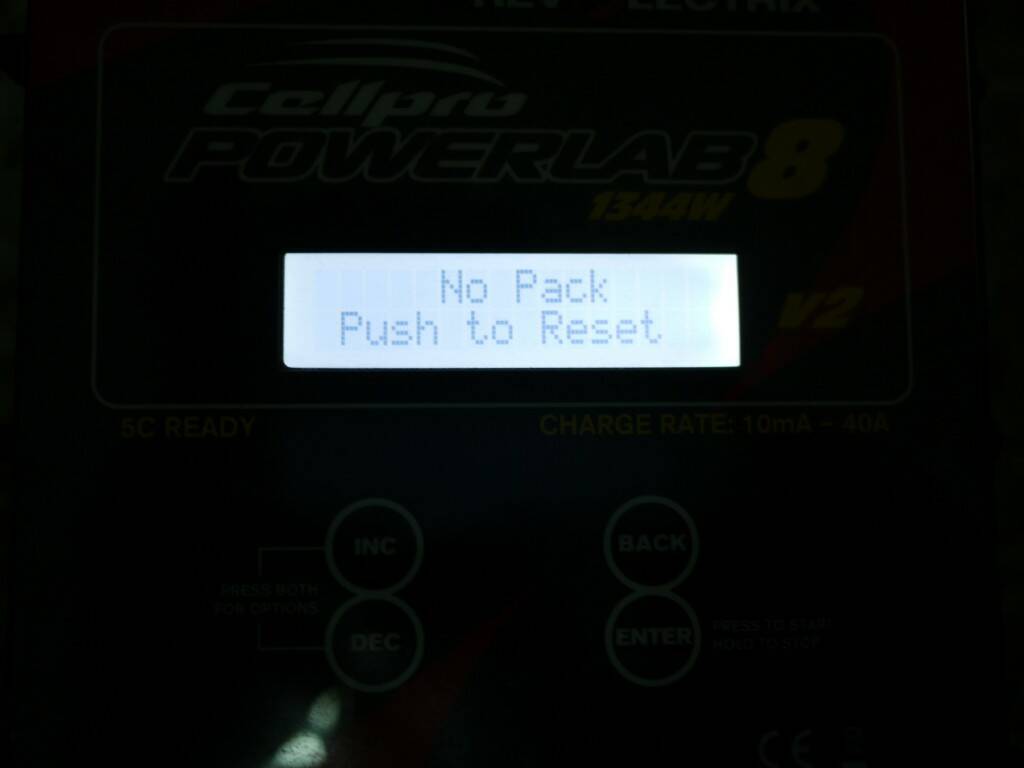 Cellpro
POWERLAB 8
1344W
No Pack
Push to Reset
V2
5C READY
CHARGE RATE: 10mA - 40A
INC
BACK
PRESS BOTH
FOR OPTIONS
DEC
ENTER
PRESS TO START
HOLD TO STOP
CE